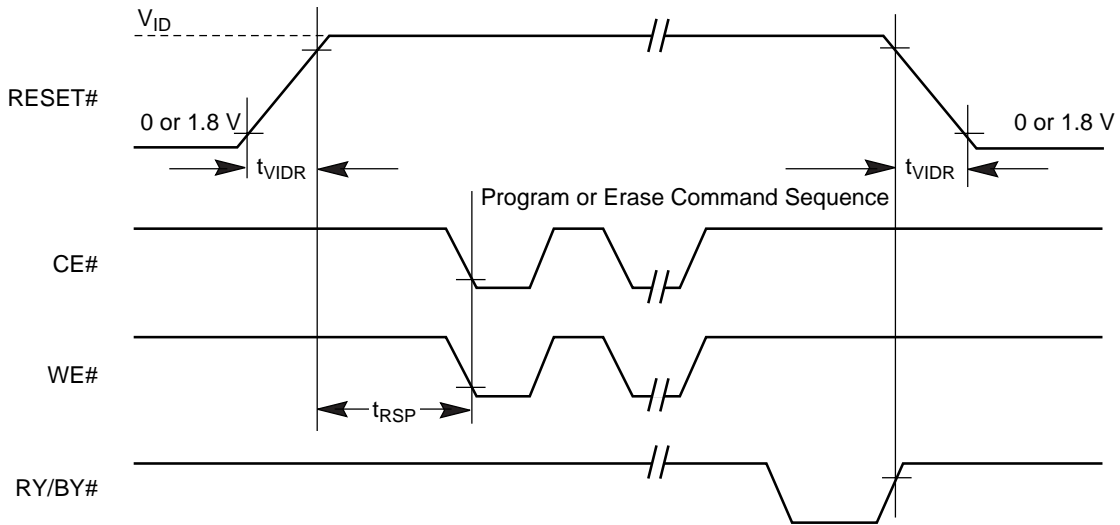 V_ID
RESET#
0 or 1.8 V
0 or 1.8 V
t_VIDR
t_VIDR
Program or Erase Command Sequence
CE#
WE#
t_RSP
RY/BY#